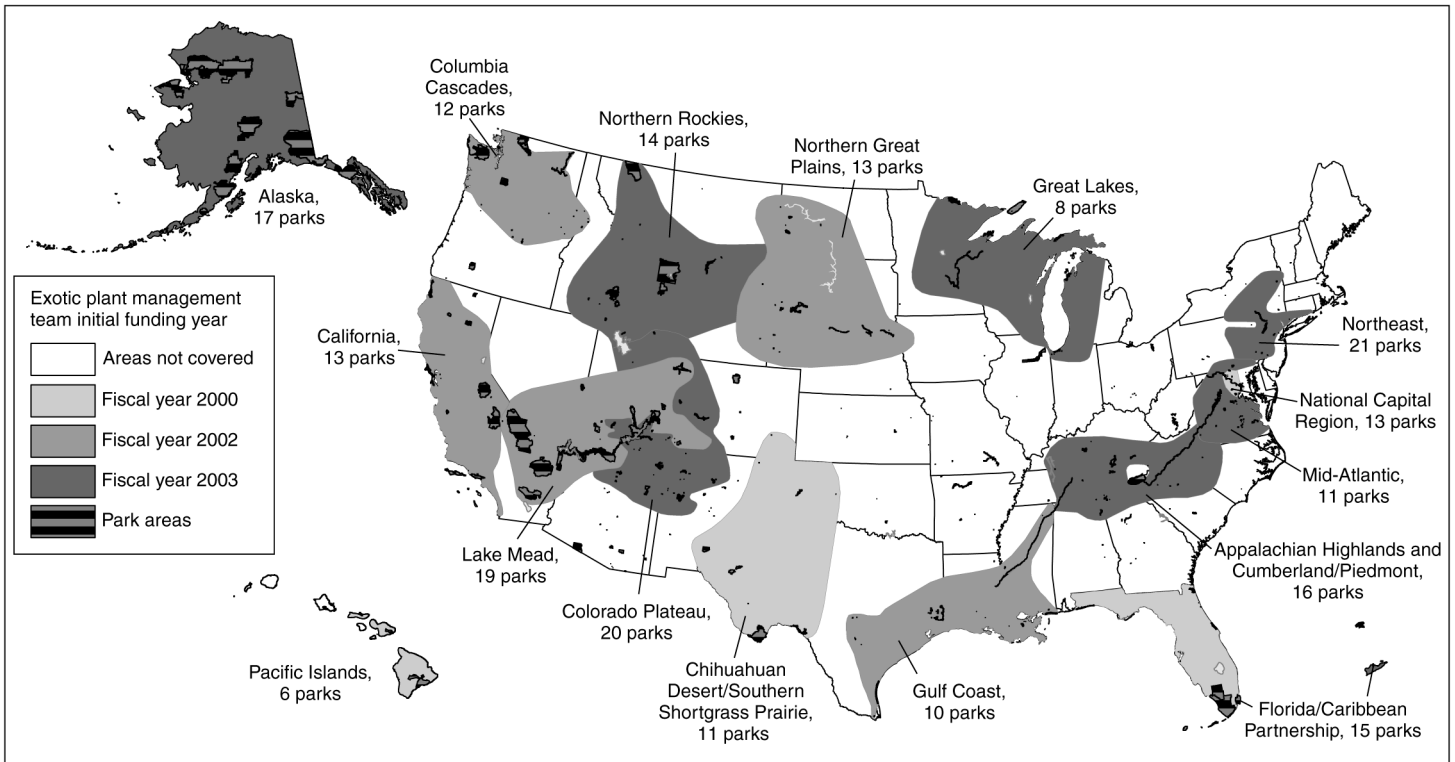 Columbia
Cascades,
12 parks
Northern Rockies,
14 parks
Northern Great
Plains, 13 parks
Great Lakes,
8 parks
Alaska,
17 parks
Exotic plant management
team initial funding year
Areas not covered
Fiscal year 2000
Fiscal year 2002
Fiscal year 2003
Park areas
California,
13 parks
Northeast,
21 parks
National Capital
Region, 13 parks
Mid-Atlantic,
11 parks
Lake Mead,
19 parks
Appalachian Highlands and
Cumberland/Piedmont,
16 parks
Colorado Plateau,
20 parks
Pacific Islands,
6 parks
Chihuahuan
Desert/Southern
Shortgrass Prairie,
11 parks
Gulf Coast,
10 parks
Florida/Caribbean
Partnership, 15 parks